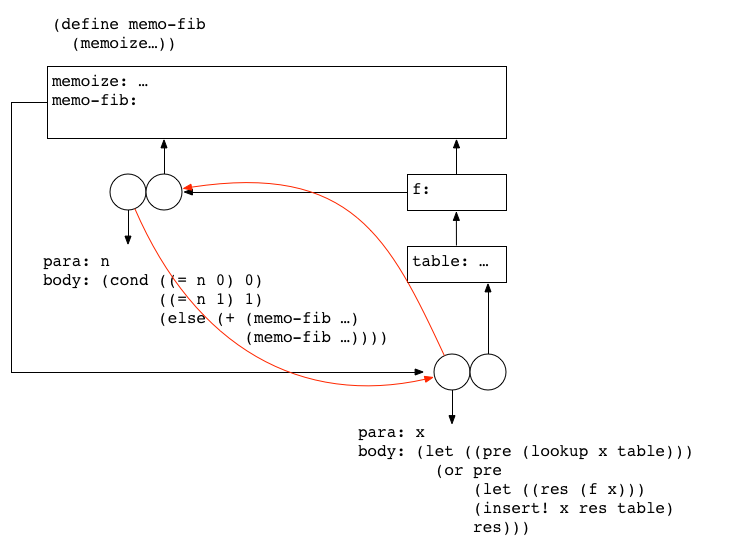 (define memo-fib
(memoize…))
memoize: …
memo-fib:
f:
para: n
body: (cond ((= n 0) 0)
((= n 1) 1)
(else (+ (memo-fib …)
(memo-fib …))))
table: …
para: x
body: (let ((pre (lookup x table)))
(or pre
(let ((res (f x)))
(insert! x res table)
res)))